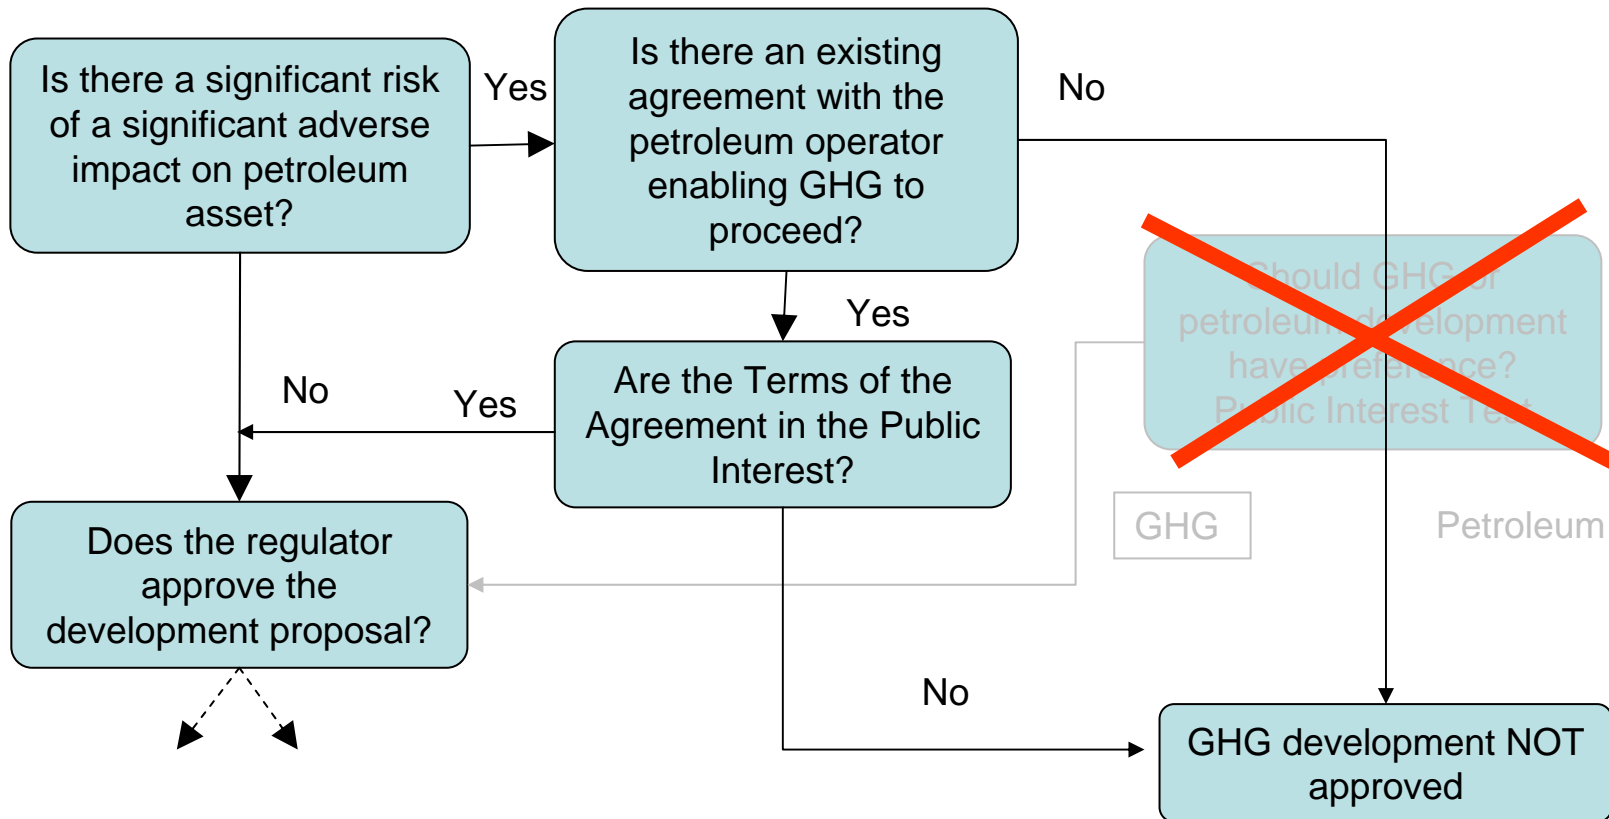 Is there a significant risk
of a significant adverse
impact on petroleum
asset?
Yes
Is there an existing
agreement with the
petroleum operator
enabling GHG to
proceed?
No
Should GHG or
petroleum development
have preference?
Public Interest Test
Yes
Are the Terms of the
Agreement in the Public
Interest?
No
Yes
GHG
Petroleum
Does the regulator
approve the
development proposal?
No
GHG development NOT
approved